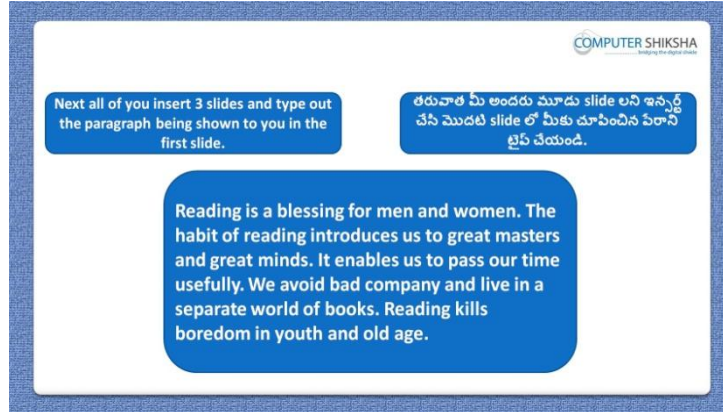 COMPUTER SHIKSHA
bridging the digital divide
Next all of you insert 3 slides and type out
the paragraph being shown to you in the
first slide.
తరువాత మీ అందరు మూడు slide లని ఇన్సర్ట్
చేసి మొదటి slide లో మీకు చూపించిన పేరాని
టైప్ చేయండి.
Reading is a blessing for men and women. The
habit of reading introduces us to great masters
and great minds. It enables us to pass our time
usefully. We avoid bad company and live in a
separate world of books. Reading kills
boredom in youth and old age.